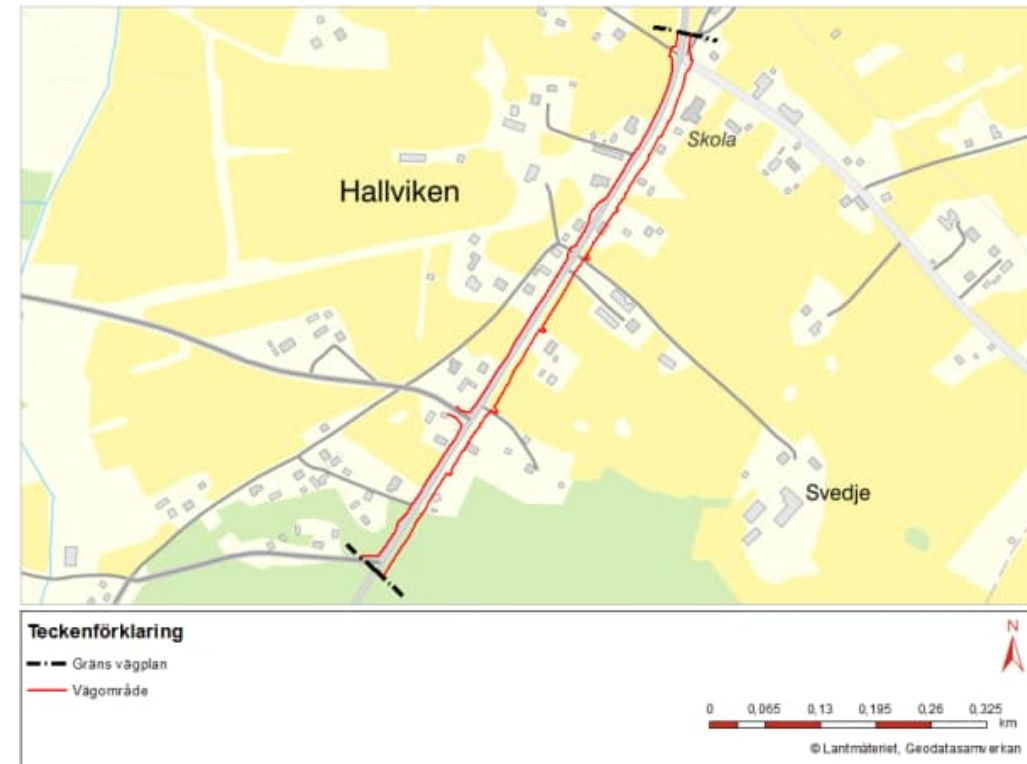 Skola
Hallviken
Svedje
Teckenförklaring
Gräns vägplan
Vägområde
N
0 0,065 0,13 0,195 0,26 0,325
km
© Lantmäteriet, Geodatasamverkan